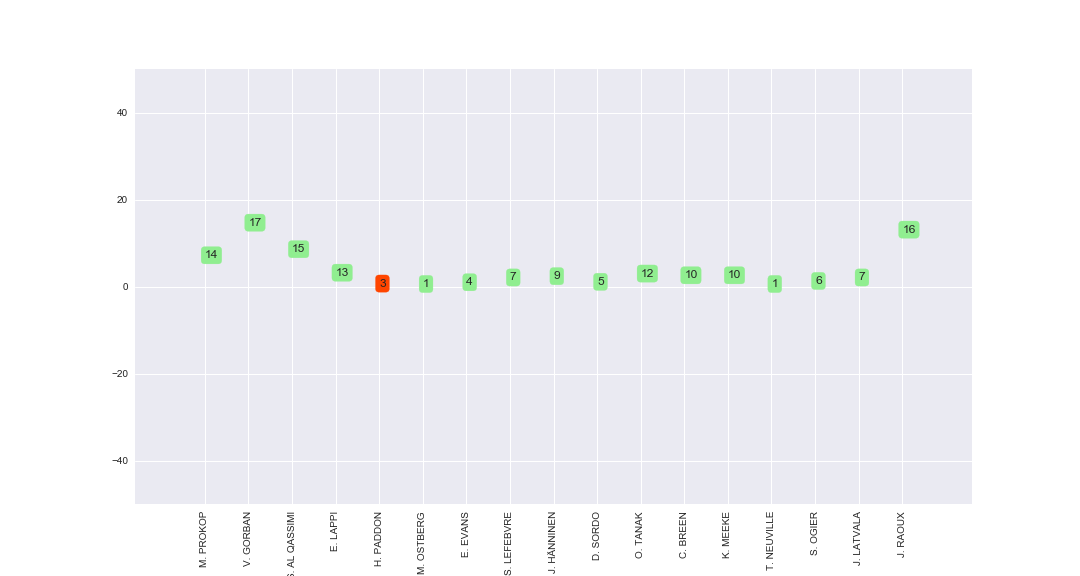 40
20
0
−20
−40
14
17
15
13
3
1
4
7
9
5
12
10
10
1
6
7
16
M. PROKOP
V. GORBAN
S. AL QASSIMI
E. LAPPI
H. PADDON
M. OSTBERG
E. EVANS
S. LEFEBVRE
J. HANNINEN
D. SORDO
O. TANAK
C. BREEN
K. MEEKE
T. NEUVILLE
S. OGIER
J. LATVALA
J. RAOUX